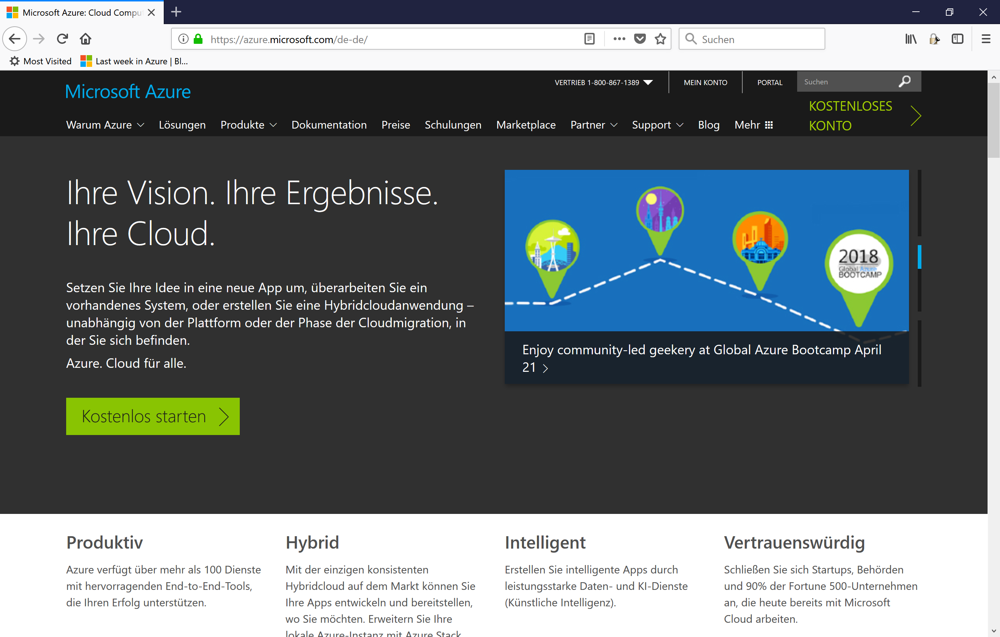 Microsoft Azure: Cloud Comput
https://azure.microsoft.com/de-de/
Suchen
Most Visited
Last week in Azure | Bl...
VERTRIEB 1-800-867-1389
MEIN KONTO
PORTAL
Suchen
Microsoft Azure
Warum Azure
Lösungen
Produkte
Dokumentation
Preise
Schulungen
Marketplace
Partner
Support
Blog
Mehr
KOSTENLOSES
KONTO
Ihre Vision. Ihre Ergebnisse.
Ihre Cloud.
Setzen Sie Ihre Idee in eine neue App um, überarbeiten Sie ein
vorhandenes System, oder erstellen Sie eine Hybridcloudanwendung –
unabhängig von der Plattform oder der Phase der Cloudmigration, in
der Sie sich befinden.
Azure. Cloud für alle.
Kostenlos starten
2018
Global Azure
BOOTCAMP
Enjoy community-led geekery at Global Azure Bootcamp April
21
Produktiv
Azure verfügt über mehr als 100 Dienste
mit hervorragenden End-to-End-Tools,
die Ihren Erfolg unterstützen.
Hybrid
Mit der einzigen konsistenten
Hybridcloud auf dem Markt können Sie
Ihre Apps entwickeln und bereitstellen,
wo Sie möchten. Erweitern Sie Ihre
lokale Azure-Instanz mit Azure Stack
Intelligent
Erstellen Sie intelligente Apps durch
leistungsstarke Daten- und KI-Dienste
(Künstliche Intelligenz).
Vertrauenswürdig
Schließen Sie sich Startups, Behörden
und 90% der Fortune 500-Unternehmen
an, die heute bereits mit Microsoft
Cloud arbeiten.